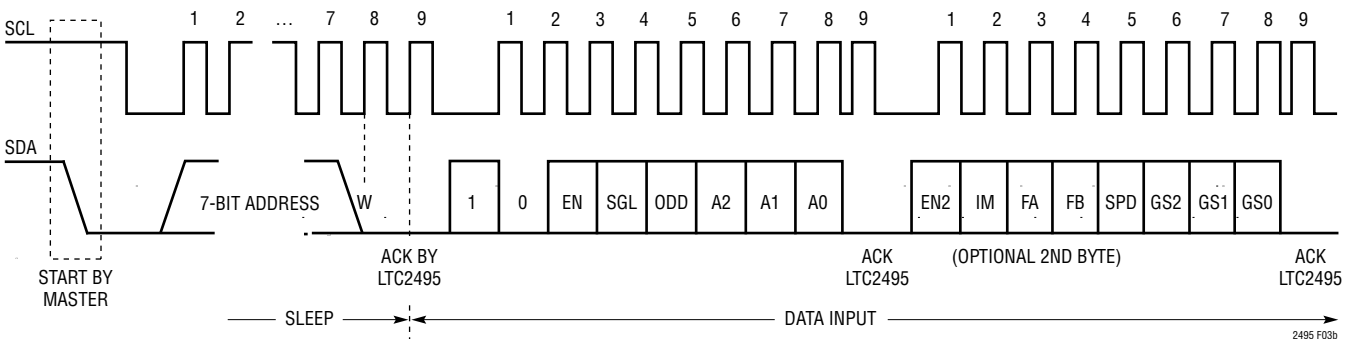 1 2 ... 7 8 9 1 2 3 4 5 6 7 8 9 1 2 3 4 5 6 7 8 9
SCL
SDA
7-BIT ADDRESS W 1 0 EN SGL ODD A2 A1 A0 EN2 IM FA FB SPD GS2 GS1 GS0
START BY
MASTER
ACK BY
LTC2495
ACK
LTC2495
(OPTIONAL 2ND BYTE)
ACK
LTC2495
SLEEP DATA INPUT
2495 F03b